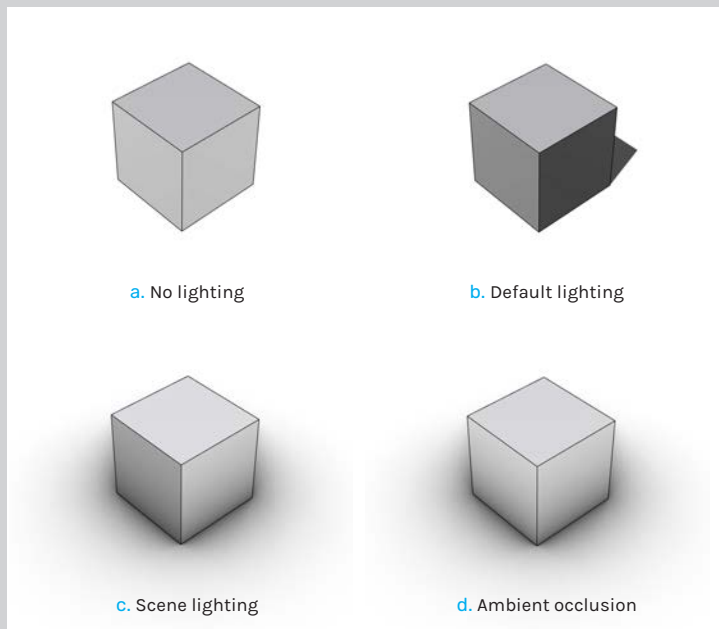 a. No lighting
b. Default lighting
c. Scene lighting
d. Ambient occlusion